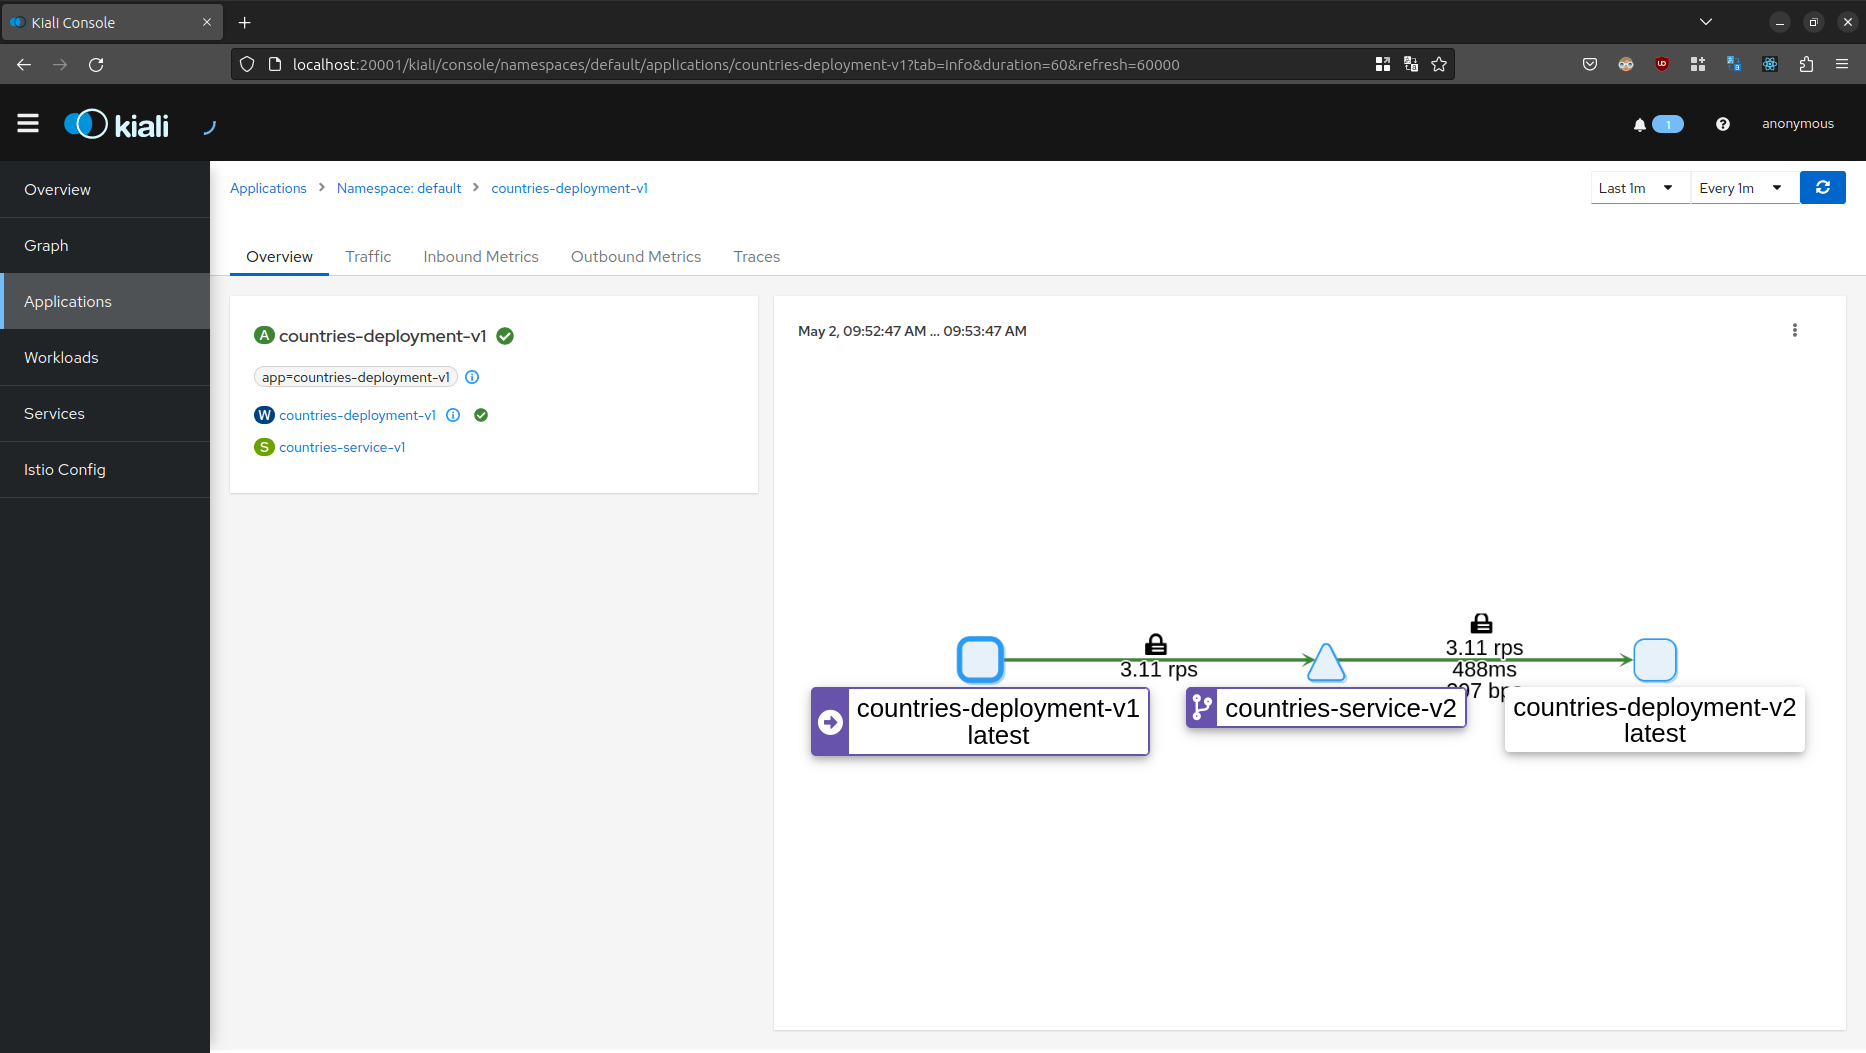 Kiali Console
localhost:20001/kiali/console/namespaces/default/applications/countries-deployment-v1?tab=info&duration=60&refresh=60000
kiali
1
anonymous
Overview
Graph
Applications
Workloads
Services
Istio Config
Applications > Namespace: default > countries-deployment-v1
Last 1m
Every 1m
Overview Traffic Inbound Metrics Outbound Metrics Traces
A countries-deployment-v1
app=countries-deployment-v1
W countries-deployment-v1
S countries-service-v1
May 2, 09:52:47 AM ... 09:53:47 AM
3.11 rps
3.11 rps
488ms
countries-deployment-v1
latest
countries-service-v2
countries-deployment-v2
latest